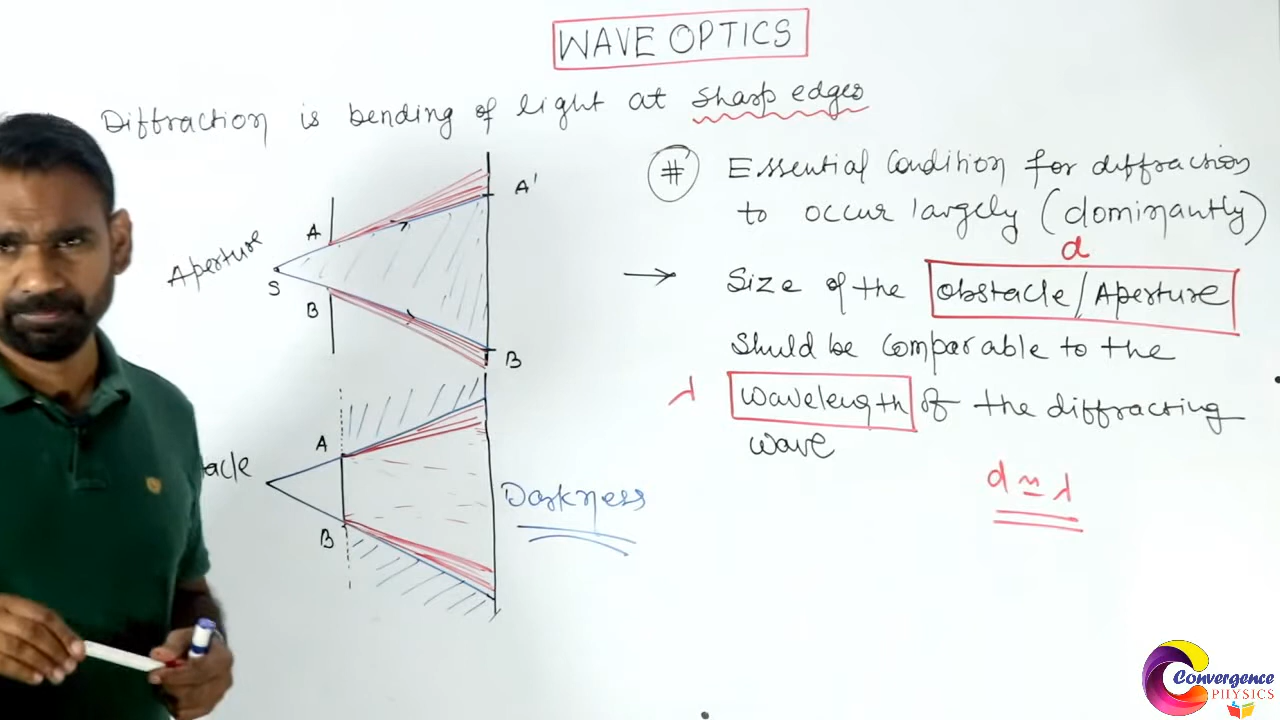 WAVE OPTICS
Diffraction is bending of light at sharp edges
# Essential Condition for diffraction
to occur largely (dominantly)
d
→ Size of the Obstacle/Aperture
Shuld be comparable to the
λ Wavelength of the diffracting
wave
d ≃ λ
Aperture
S
A
B
A'
B
acle
A
B
Darkness
Convergence
PHYSICS